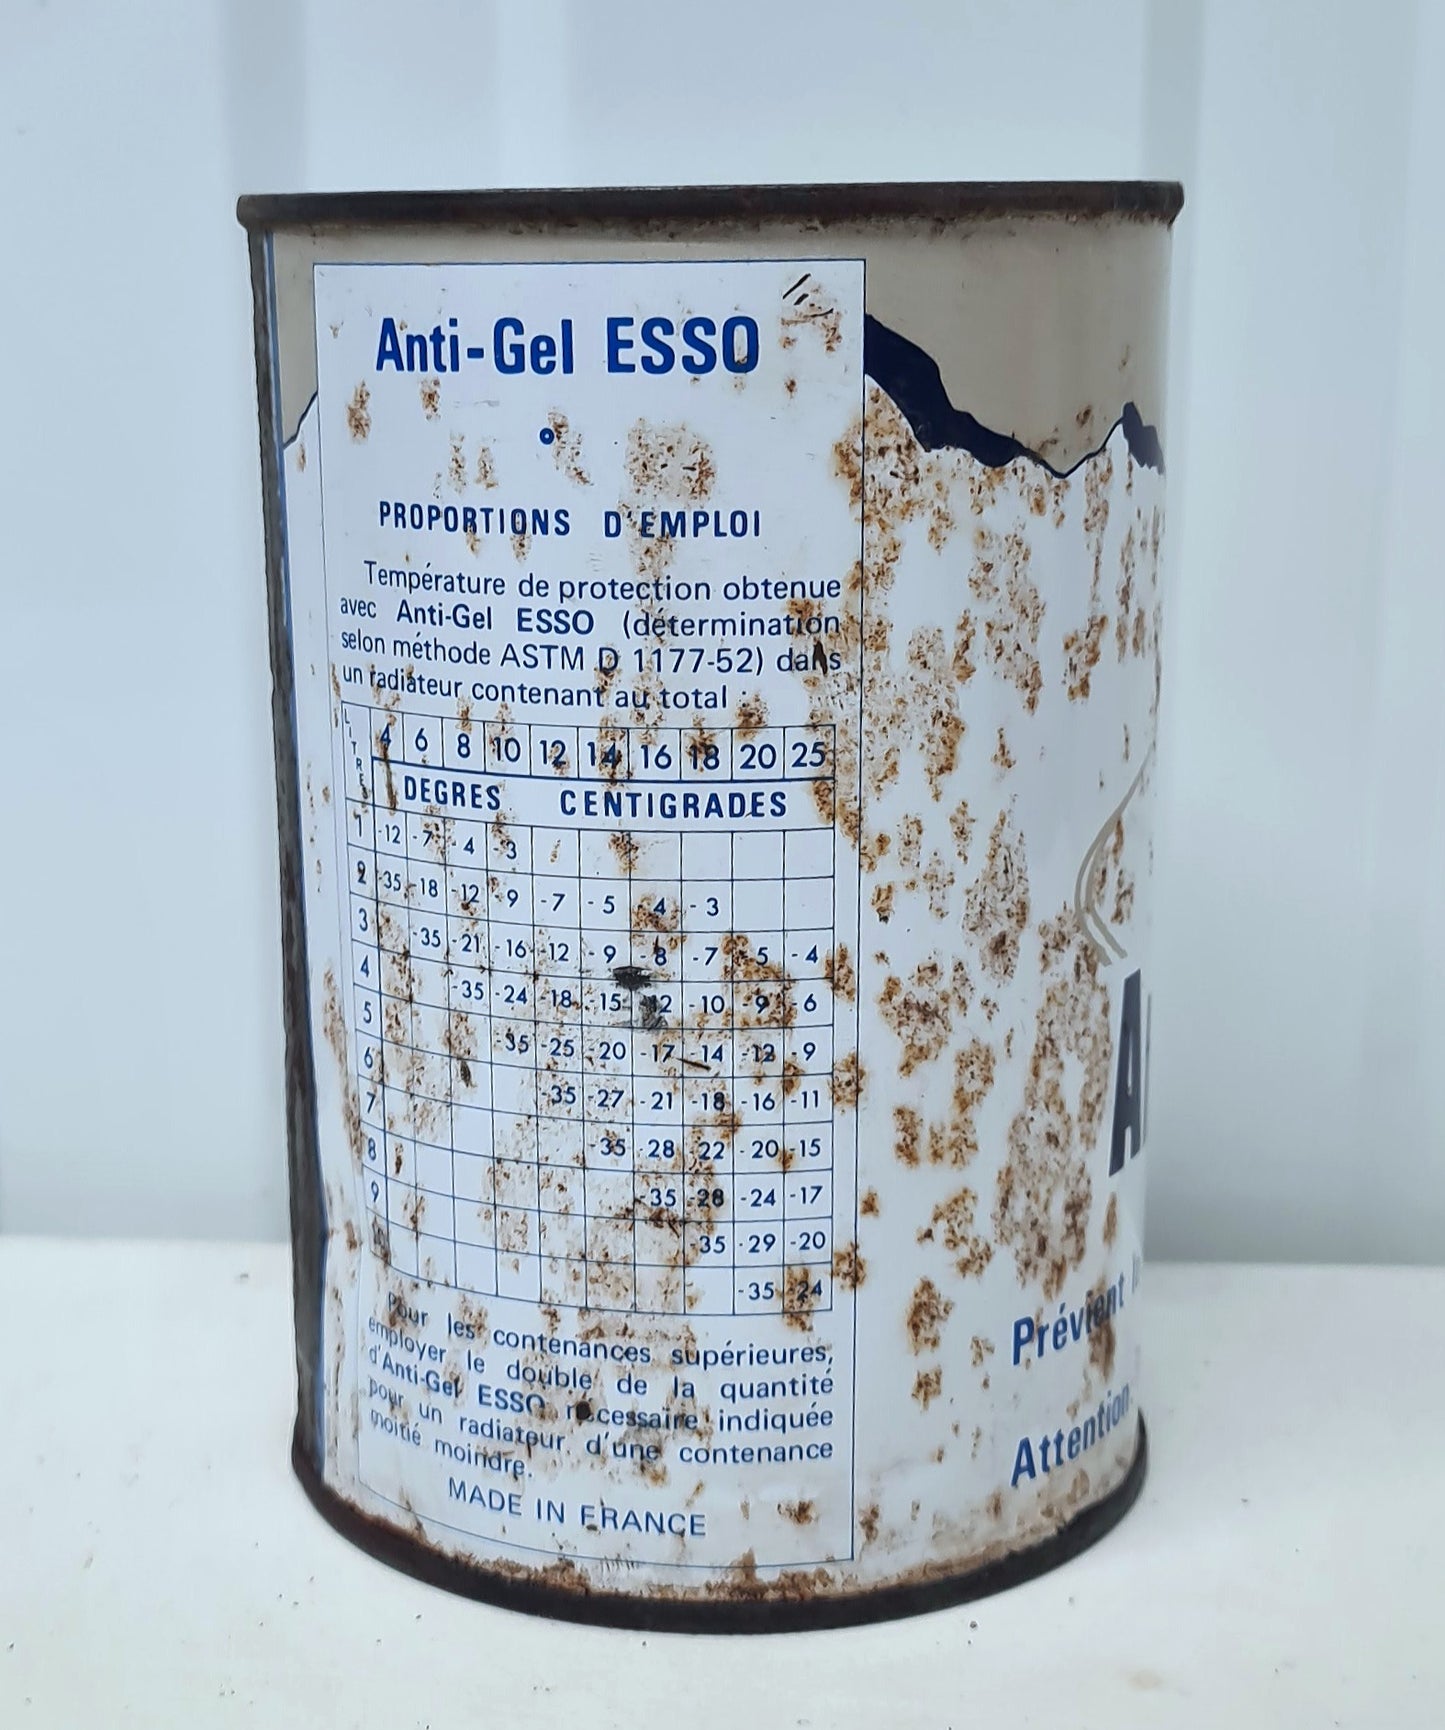 Anti-Gel ESSO
PROPORTIONS D'EMPLOI
Température de protection obtenue
avec Anti-Gel ESSO (détermination
selon méthode ASTM D 1177-52) dans
un radiateur contenant au total :
LITRES 4 6 8 10 12 14 16 18 20 25
DEGRES CENTIGRADES
1 -12 -7 -4 -3
2 -35 -18 -12 -9 -7 -5 -4 -3
3 -35 -21 -16 -12 -9 -8 -7 -5 -4
4 -35 -24 -18 -15 -12 -10 -9 -6
5 -35 -25 -20 -17 -14 -12 -9
6 -35 -27 -21 -18 -16 -11
7 -35 -28 -22 -20 -15
8 -35 -28 -24 -17
9 -35 -29 -20
-35 -24
Pour les contenances supérieures,
employer le double de la quantité
d'Anti-Gel ESSO nécessaire indiquée
pour un radiateur d'une contenance
moitié moindre.
MADE IN FRANCE
A
Prévient
Attention